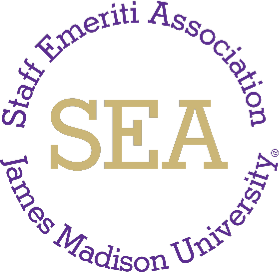 Staff Emeriti Association
SEA
James Madison University®